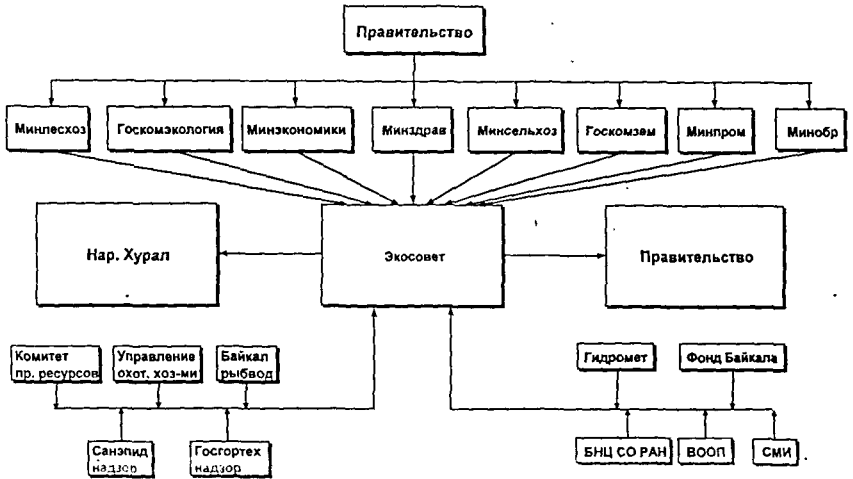 Правительство
Минлесхоз
Госкомэкология
Минэкономики
Минздрав
Минсельхоз
Госкомзем
Минпром
Минобр
Нар. Хурал
Экосовет
Правительство
Комитет
пр. ресурсов
Управление
охот. хоз-ми
Байкал
рыбвод
Гидромет
Фонд Байкала
Санэпид
надзор
Госгортех
надзор
БНЦ СО РАН
ВООП
СМИ